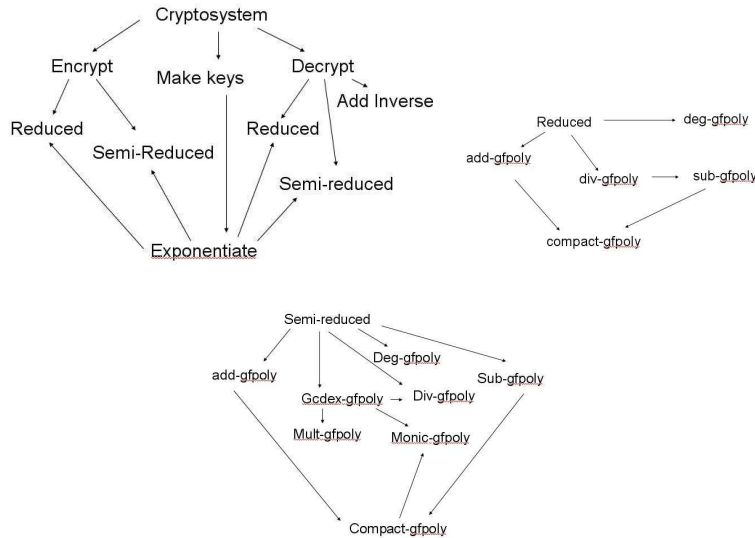 Cryptosystem
Encrypt
Make keys
Decrypt
Add Inverse
Reduced
Semi-Reduced
Reduced
Semi-reduced
Exponentiate
Reduced
deg-gfpoly
add-gfpoly
div-gfpoly
sub-gfpoly
compact-gfpoly
Semi-reduced
Deg-gfpoly
add-gfpoly
Sub-gfpoly
Gcdex-gfpoly
Div-gfpoly
Mult-gfpoly
Monic-gfpoly
Compact-gfpoly